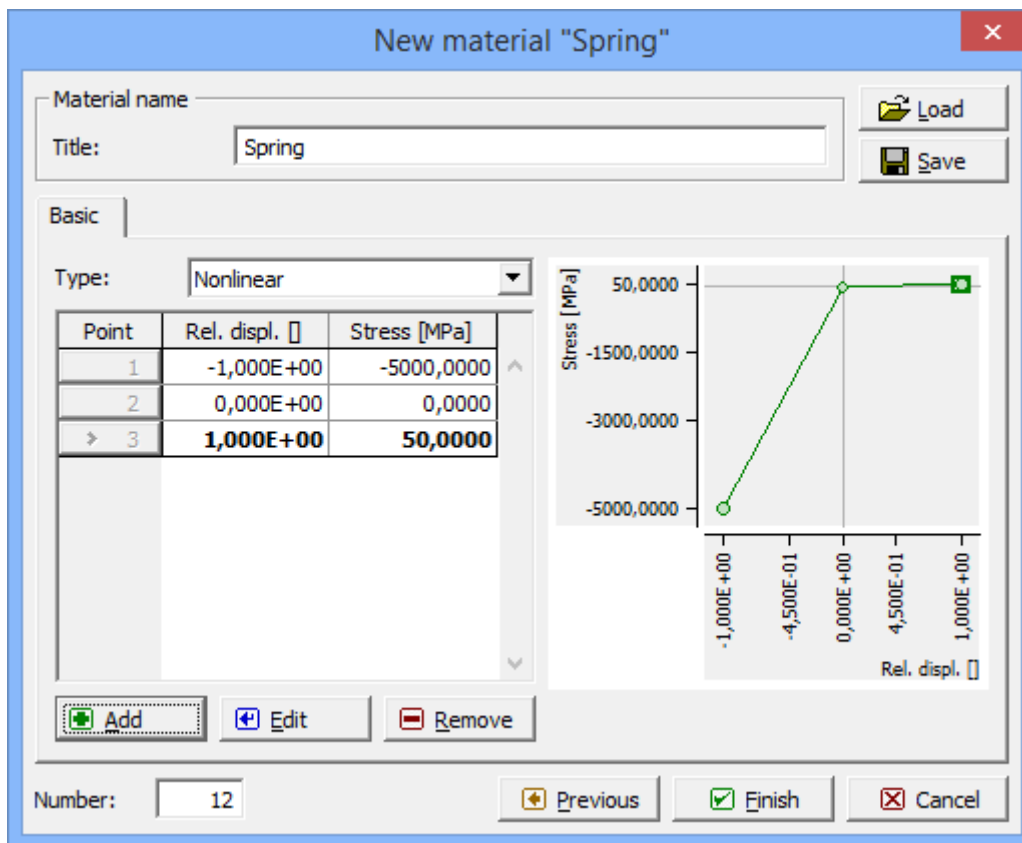 New material "Spring"
Material name
Title: Spring
Load
Save
Basic
Type: Nonlinear
Point Rel. displ. [] Stress [MPa]
1 -1,000E+00 -5000,0000
2 0,000E+00 0,0000
3 1,000E+00 50,0000
Stress [MPa]
50,0000
-1500,0000
-3000,0000
-5000,0000
-1,000E+00
-4,500E-01
0,000E+00
4,500E-01
1,000E+00
Rel. displ. []
Add Edit Remove
Number: 12 Previous Finish Cancel